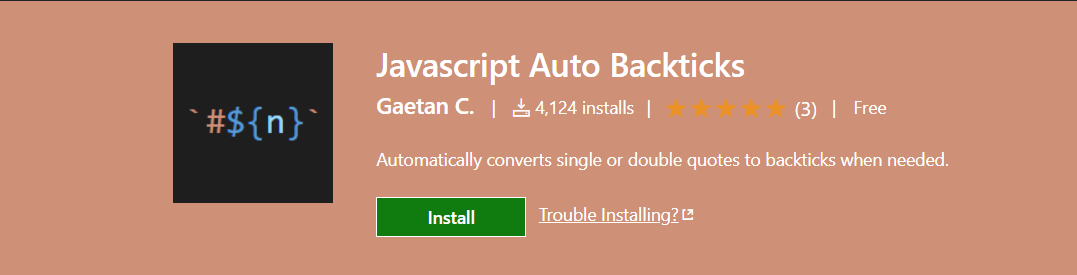 `#${n}`
Javascript Auto Backticks
Gaetan C. | 4,124 installs | (3) | Free
Automatically converts single or double quotes to backticks when needed.
Install Trouble Installing?